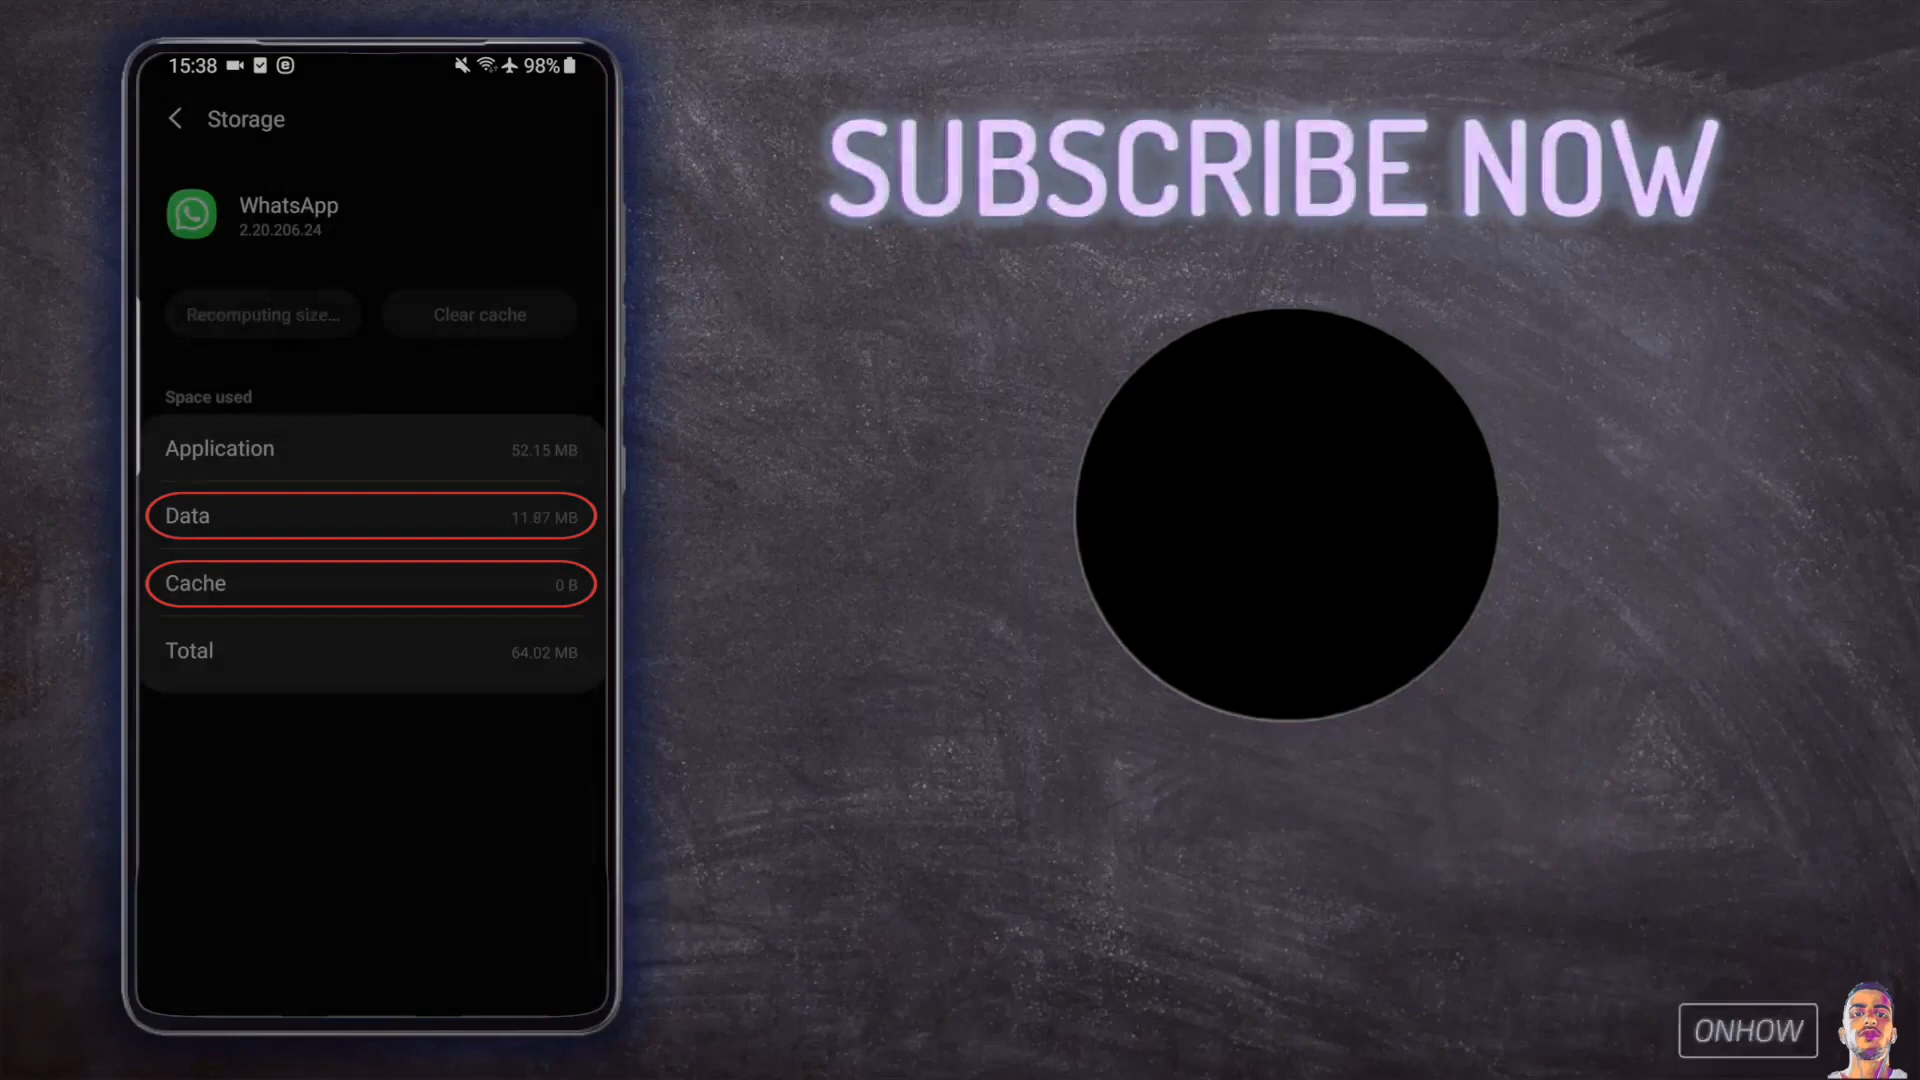 15:38
98%
Storage
WhatsApp
2.20.206.24
Recomputing size...
Clear cache
Space used
Application
52.15 MB
Data
11.87 MB
Cache
0 B
Total
64.02 MB
SUBSCRIBE NOW
ONHOW